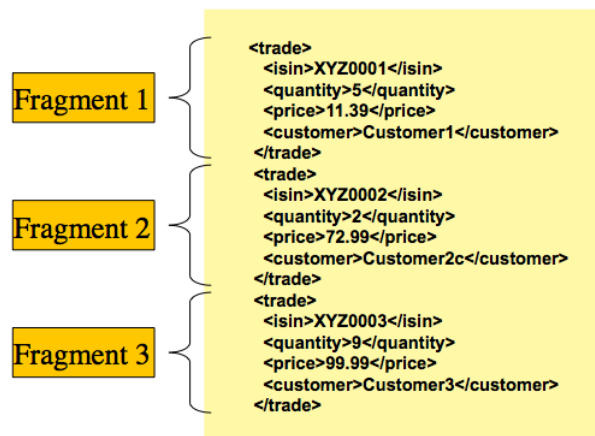 Fragment 1
<trade>
<isin>XYZ0001</isin>
<quantity>5</quantity>
<price>11.39</price>
<customer>Customer1</customer>
</trade>
Fragment 2
<trade>
<isin>XYZ0002</isin>
<quantity>2</quantity>
<price>72.99</price>
<customer>Customer2c</customer>
</trade>
Fragment 3
<trade>
<isin>XYZ0003</isin>
<quantity>9</quantity>
<price>99.99</price>
<customer>Customer3</customer>
</trade>